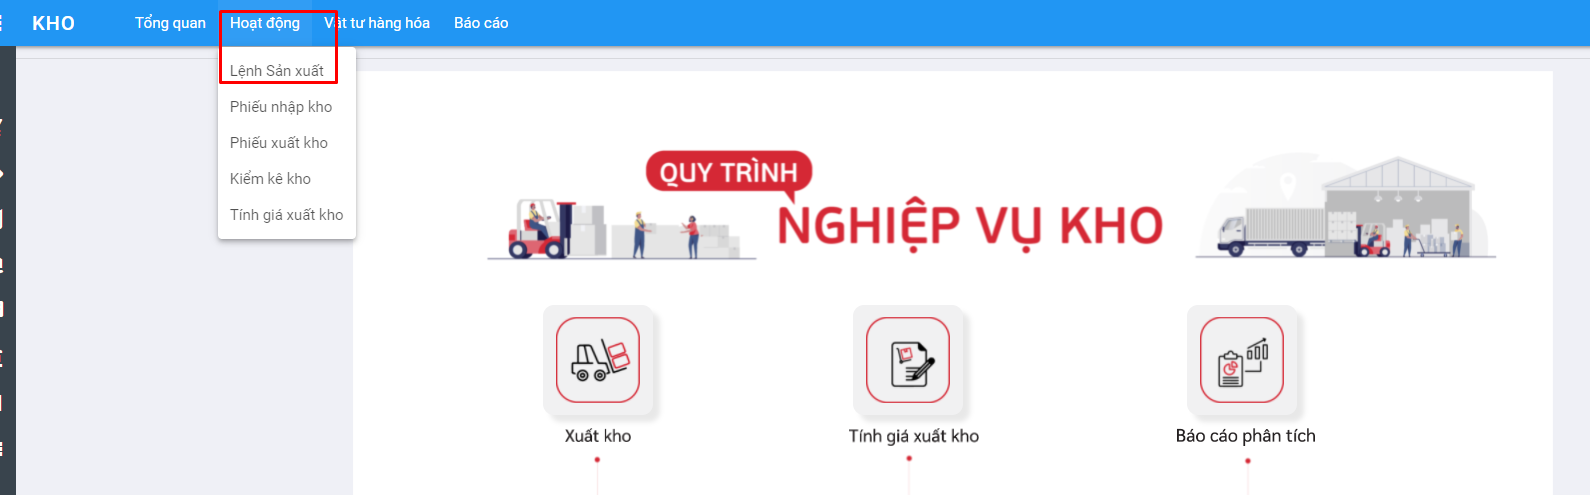 KHO Tổng quan Hoạt động Vật tư hàng hóa Báo cáo
Lệnh Sản xuất
Phiếu nhập kho
Phiếu xuất kho
Kiểm kê kho
Tính giá xuất kho
QUY TRÌNH
NGHIỆP VỤ KHO
Xuất kho Tính giá xuất kho Báo cáo phân tích